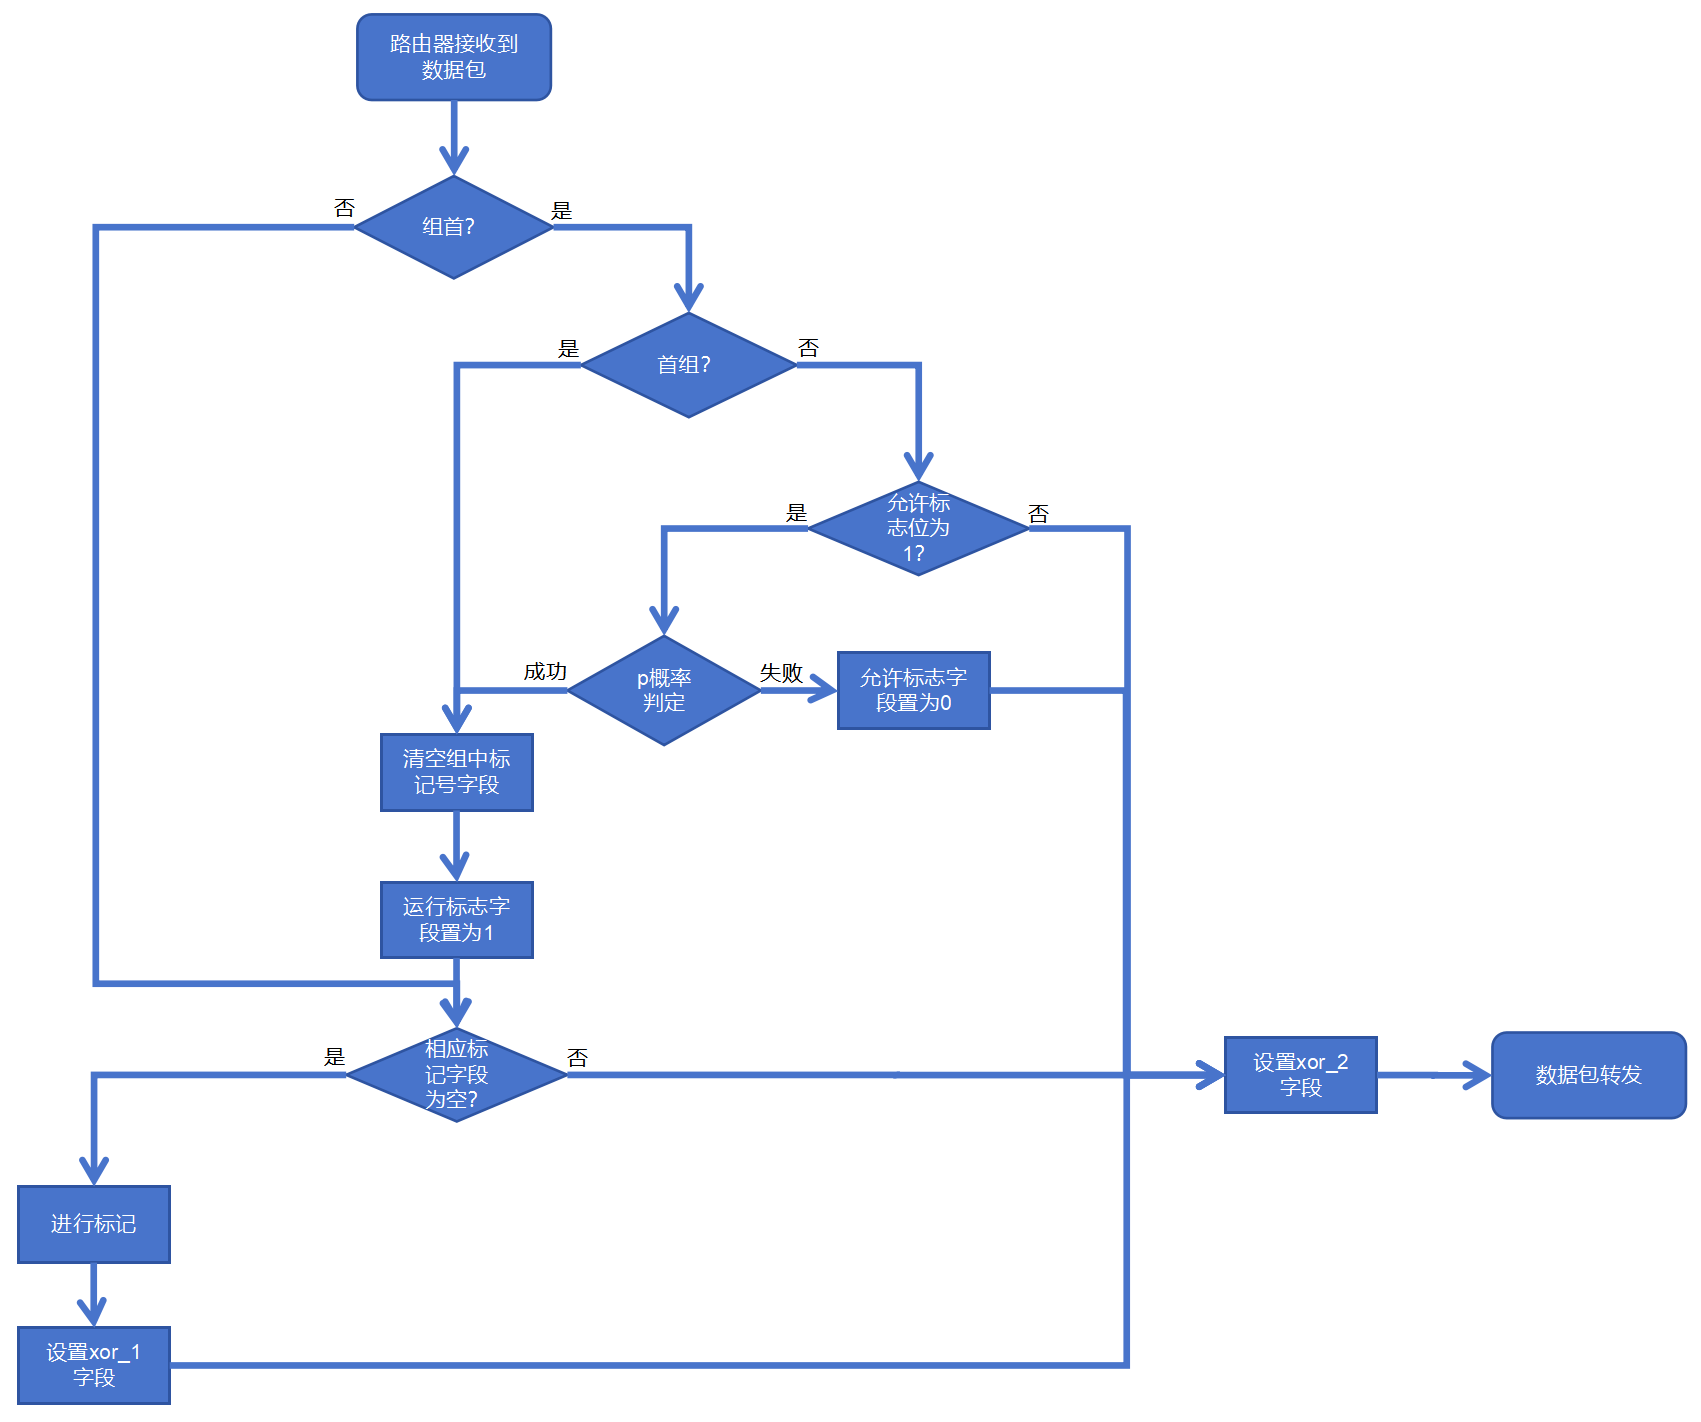 路由器接收到
数据包
否
是
组首?
是
否
首组?
是
否
允许标
志位为
1?
成功
失败
p概率
判定
允许标志字
段置为0
清空组中标
记号字段
运行标志字
段置为1
是
否
相应标
记字段
为空?
设置xor_2
字段
数据包转发
进行标记
设置xor_1
字段